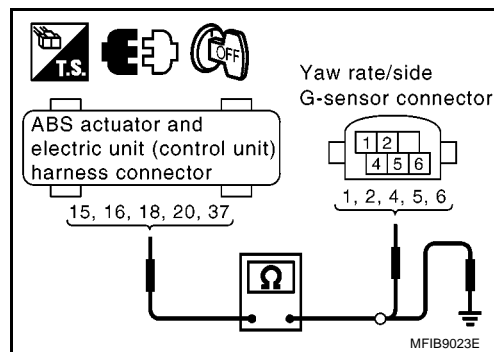 T.S.
OFF
Yaw rate/side
G-sensor connector
ABS actuator and
electric unit (control unit)
harness connector
1 2
4 5 6
15, 16, 18, 20, 37
1, 2, 4, 5, 6
Ω
MFIB9023E